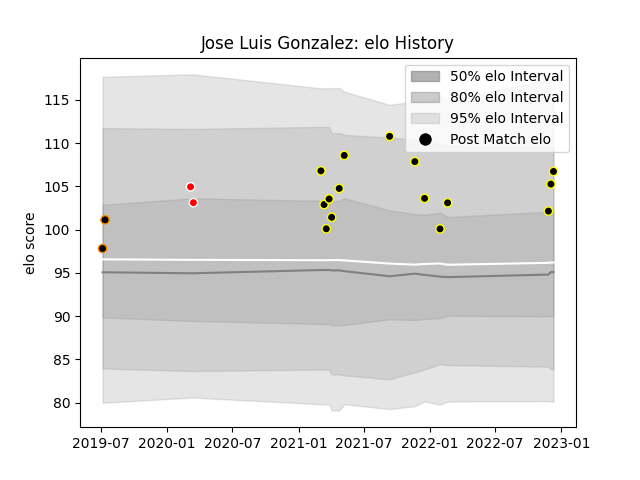 Jose Luis Gonzalez: elo History
50% elo Interval
80% elo Interval
95% elo Interval
Post Match elo
elo score
115
110
105
100
95
90
85
80
2019-07 2020-01 2020-07 2021-01 2021-07 2022-01 2022-07 2023-01